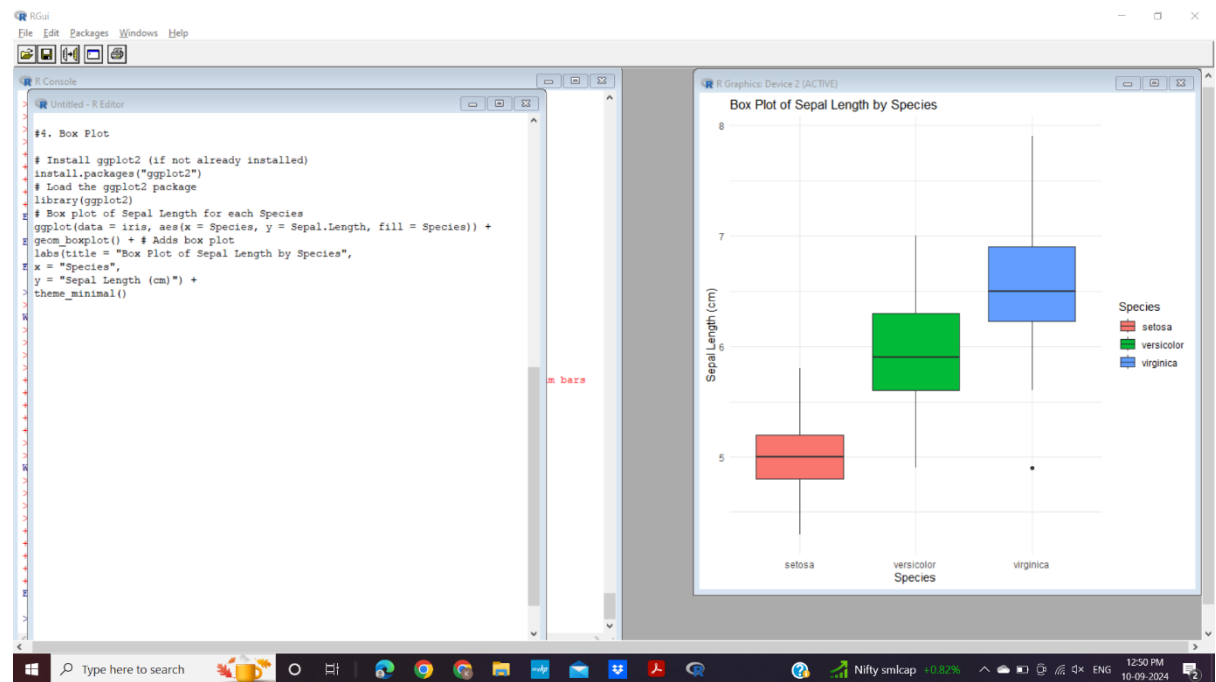 RGui
File Edit Packages Windows Help
R Console
Untitled - R Editor
#4. Box Plot
# Install ggplot2 (if not already installed)
install.packages("ggplot2")
# Load the ggplot2 package
library(ggplot2)
# Box plot of Sepal Length for each Species
ggplot(data = iris, aes(x = Species, y = Sepal.Length, fill = Species)) +
geom_boxplot() + # Adds box plot
labs(title = "Box Plot of Sepal Length by Species",
x = "Species",
y = "Sepal Length (cm)") +
theme_minimal()
m bars
R Graphics: Device 2 (ACTIVE)
Box Plot of Sepal Length by Species
8
7
6
5
Sepal Length (cm)
setosa versicolor virginica
Species
Species
setosa
versicolor
virginica
Type here to search
Nifty smlcap +0.82%
ENG
12:50 PM
10-09-2024
2